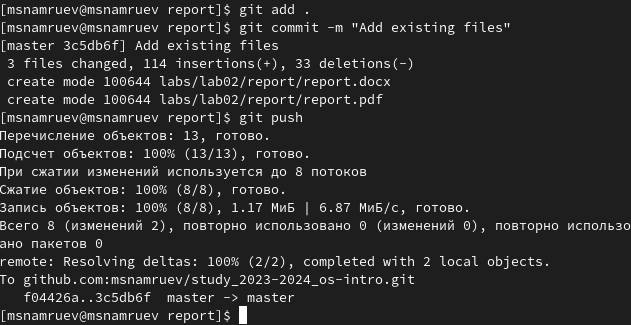 [msnamruev@msnamruev report]$ git add .
[msnamruev@msnamruev report]$ git commit -m "Add existing files"
[master 3c5db6f] Add existing files
 3 files changed, 114 insertions(+), 33 deletions(-)
 create mode 100644 labs/lab02/report/report.docx
 create mode 100644 labs/lab02/report/report.pdf
[msnamruev@msnamruev report]$ git push
Перечисление объектов: 13, готово.
Подсчет объектов: 100% (13/13), готово.
При сжатии изменений используется до 8 потоков
Сжатие объектов: 100% (8/8), готово.
Запись объектов: 100% (8/8), 1.17 МиБ | 6.87 МиБ/с, готово.
Всего 8 (изменений 2), повторно использовано 0 (изменений 0), повторно использо
ано пакетов 0
remote: Resolving deltas: 100% (2/2), completed with 2 local objects.
To github.com:msnamruev/study_2023-2024_os-intro.git
   f04426a..3c5db6f  master -> master
[msnamruev@msnamruev report]$